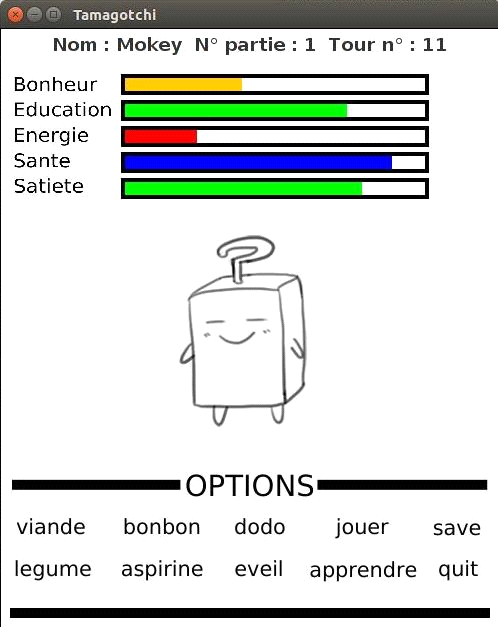 Tamagotchi
Nom : Mokey N° partie : 1 Tour n° : 11
Bonheur
Education
Energie
Sante
Satiete
OPTIONS
viande bonbon dodo jouer save
legume aspirine eveil apprendre quit